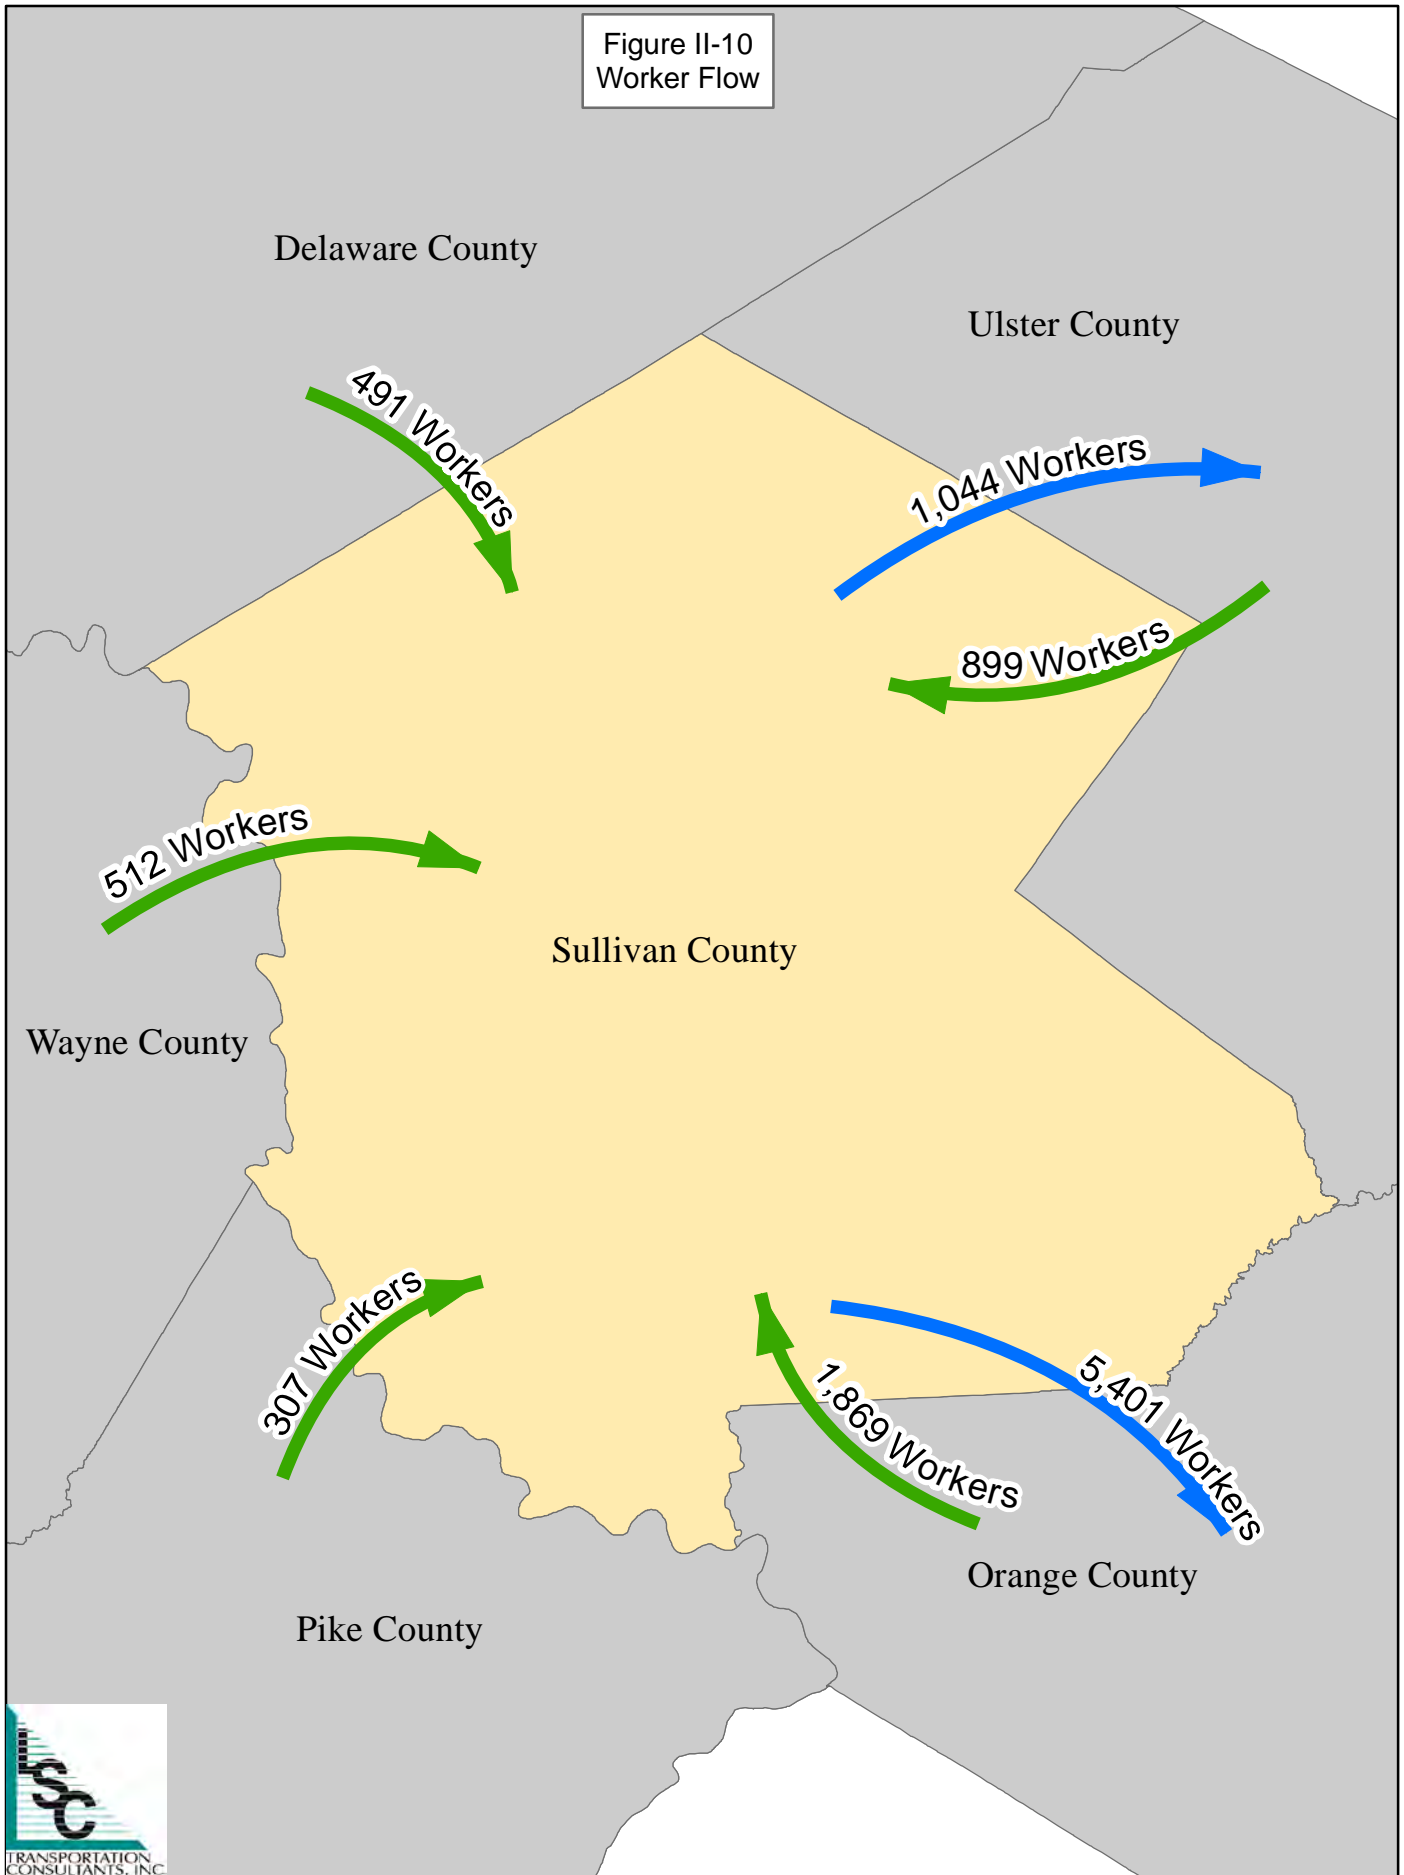 Figure II-10
Worker Flow
Delaware County
Ulster County
491 Workers
1,044 Workers
899 Workers
512 Workers
Sullivan County
Wayne County
307 Workers
1,869 Workers
5,401 Workers
Orange County
Pike County
LSC
TRANSPORTATION
CONSULTANTS, INC